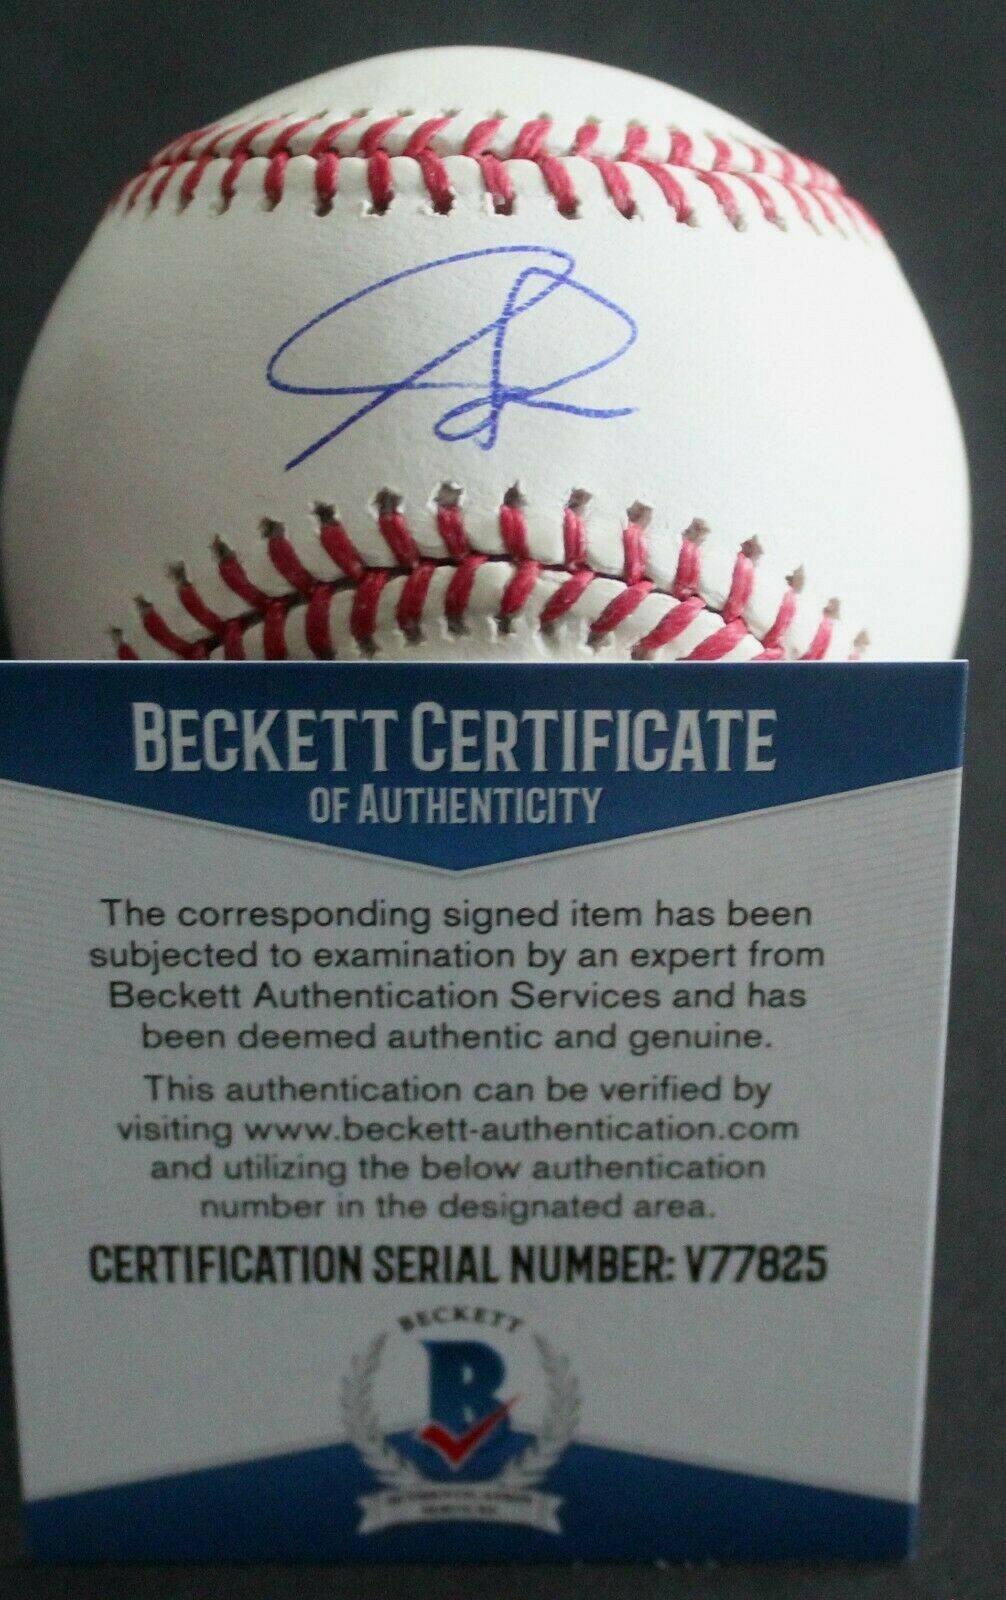 BECKETT CERTIFICATE
OF AUTHENTICITY
The corresponding signed item has been
subjected to examination by an expert from
Beckett Authentication Services and has
been deemed authentic and genuine.
This authentication can be verified by
visiting www.beckett-authentication.com
and utilizing the below authentication
number in the designated area.
CERTIFICATION SERIAL NUMBER: V77825
BECKETT
B